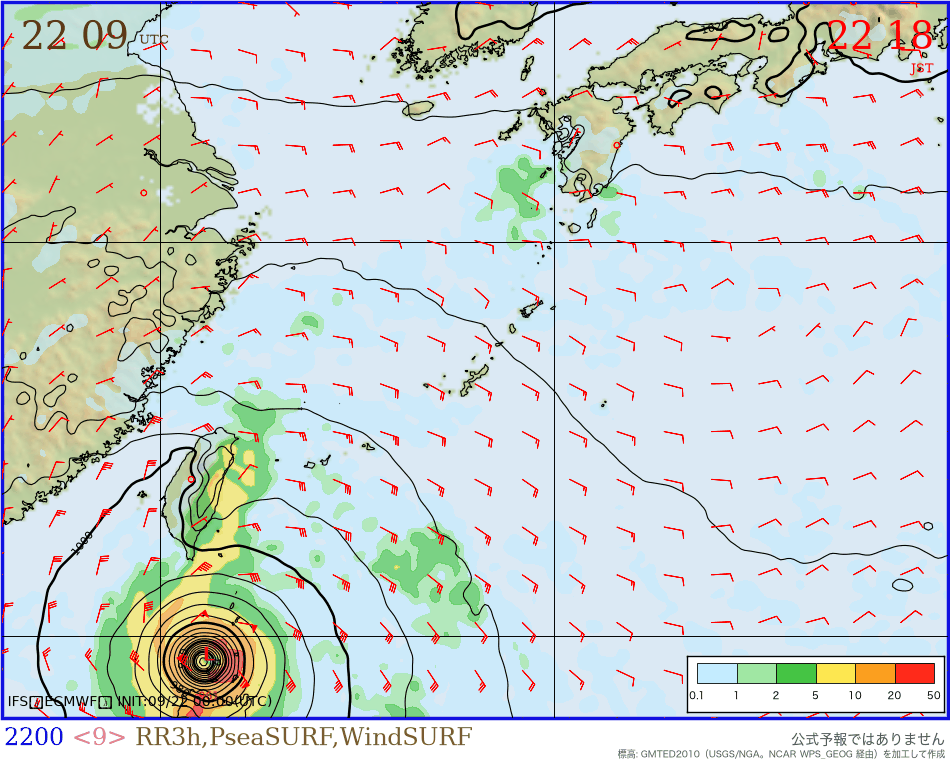 22 09 UTC
22 18
JST
1000
0.1 1 2 5 10 20 50
IFS□ECMWF□ INIT:09/22 00:00(UTC)
2200 <9> RR3h,PseaSURF,WindSURF
公式予報ではありません
標高: GMTED2010（USGS/NGA。NCAR WPS_GEOG 経由）を加工して作成